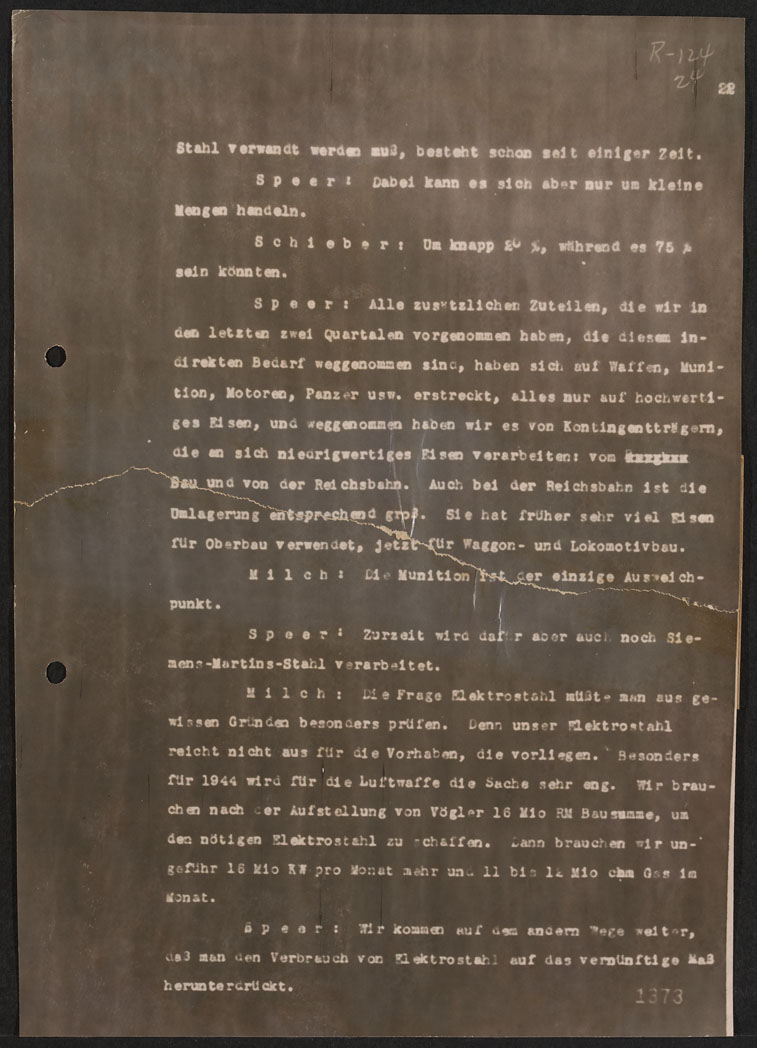 R-124
24
22
Stahl verwandt werden muß, besteht schon seit einiger Zeit.
S p e e r : Dabei kann es sich aber nur um kleine
Mengen handeln.
S c h i e b e r : Um knapp 20 %, während es 75 %
sein könnten.
S p e e r : Alle zusätzlichen Zuteilen, die wir in
den letzten zwei Quartalen vorgenommen haben, die diesem in-
direkten Bedarf weggenommen sind, haben sich auf Waffen, Muni-
tion, Motoren, Panzer usw. erstreckt, alles nur auf hochwerti-
ges Eisen, und weggenommen haben wir es von Kontingentträgern,
die an sich niedrigwertiges Eisen verarbeiten: vom
Bau und von der Reichsbahn. Auch bei der Reichsbahn ist die
Umlagerung entsprechend groß. Sie hat früher sehr viel Eisen
für Oberbau verwendet, jetzt für Waggon- und Lokomotivbau.
M i l c h : Die Munition ist der einzige Ausweich-
punkt.
S p e e r : Zurzeit wird dafür aber auch noch Sie-
mens-Martins-Stahl verarbeitet.
M i l c h : Die Frage Elektrostahl müßte man aus ge-
wissen Gründen besonders prüfen. Denn unser Elektrostahl
reicht nicht aus für die Vorhaben, die vorliegen. Besonders
für 1944 wird für die Luftwaffe die Sache sehr eng. Wir brau-
chen nach der Aufstellung von Vögler 16 Mio RM Bausumme, um
den nötigen Elektrostahl zu schaffen. Dann brauchen wir un-
gefähr 16 Mio KW pro Monat mehr und 11 bis 12 Mio cbm Gas im
Monat.
S p e e r : Wir kommen auf dem andern Wege weiter,
daß man den Verbrauch von Elektrostahl auf das vernünftige Maß
herunterdrückt.
1373